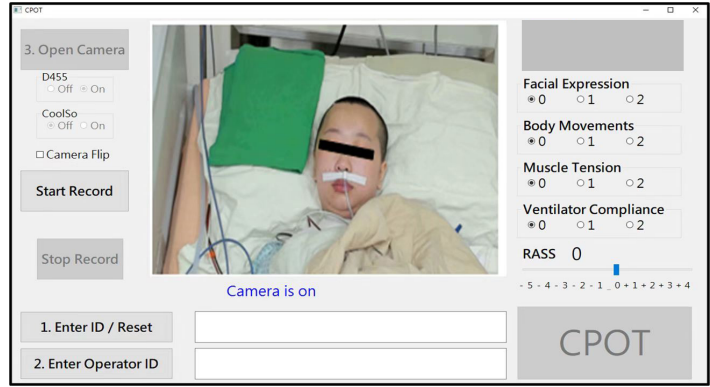 CPOT
3. Open Camera
D455
Off On
CoolSo
Off On
Camera Flip
Start Record
Stop Record
Camera is on
1. Enter ID / Reset
2. Enter Operator ID
Facial Expression
0 1 2
Body Movements
0 1 2
Muscle Tension
0 1 2
Ventilator Compliance
0 1 2
RASS 0
- 5 - 4 - 3 - 2 - 1 _ 0 + 1 + 2 + 3 + 4
CPOT